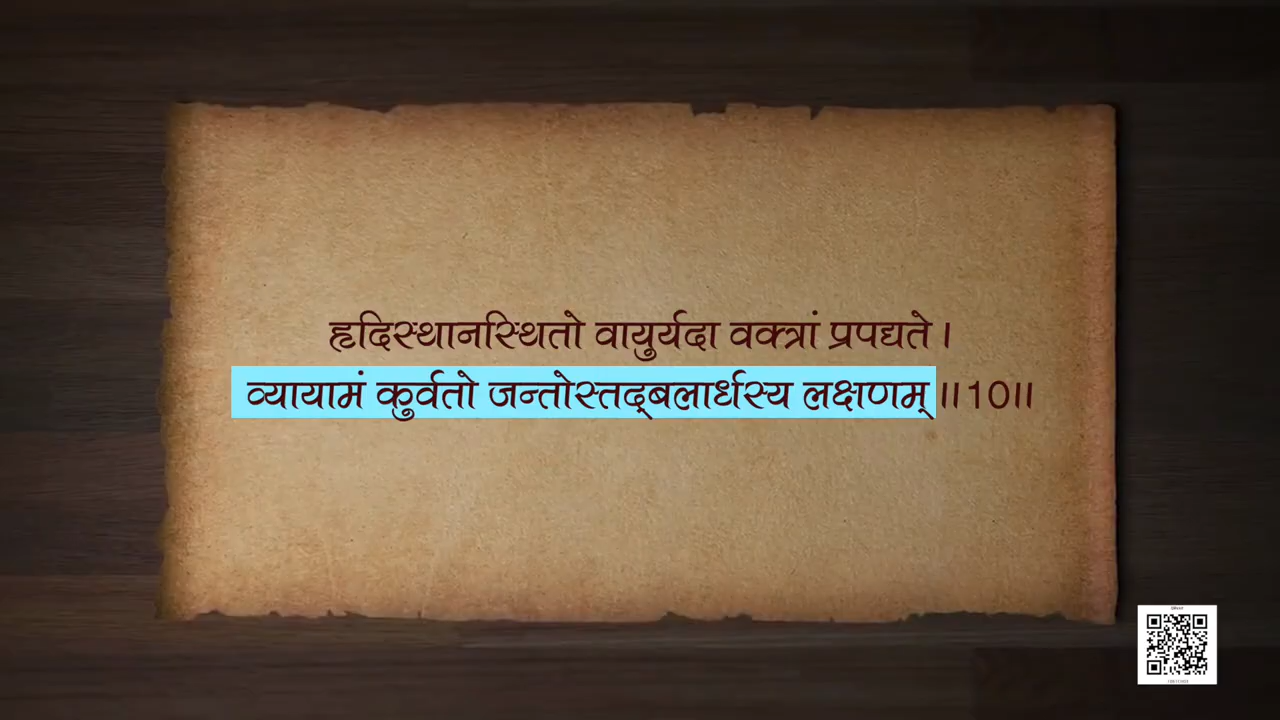 हृदिस्थानस्थितो वायुर्यदा वक्त्रां प्रपद्यते ।
व्यायामं कुर्वतो जन्तोस्तद्‌बलार्धस्य लक्षणम् ॥10॥